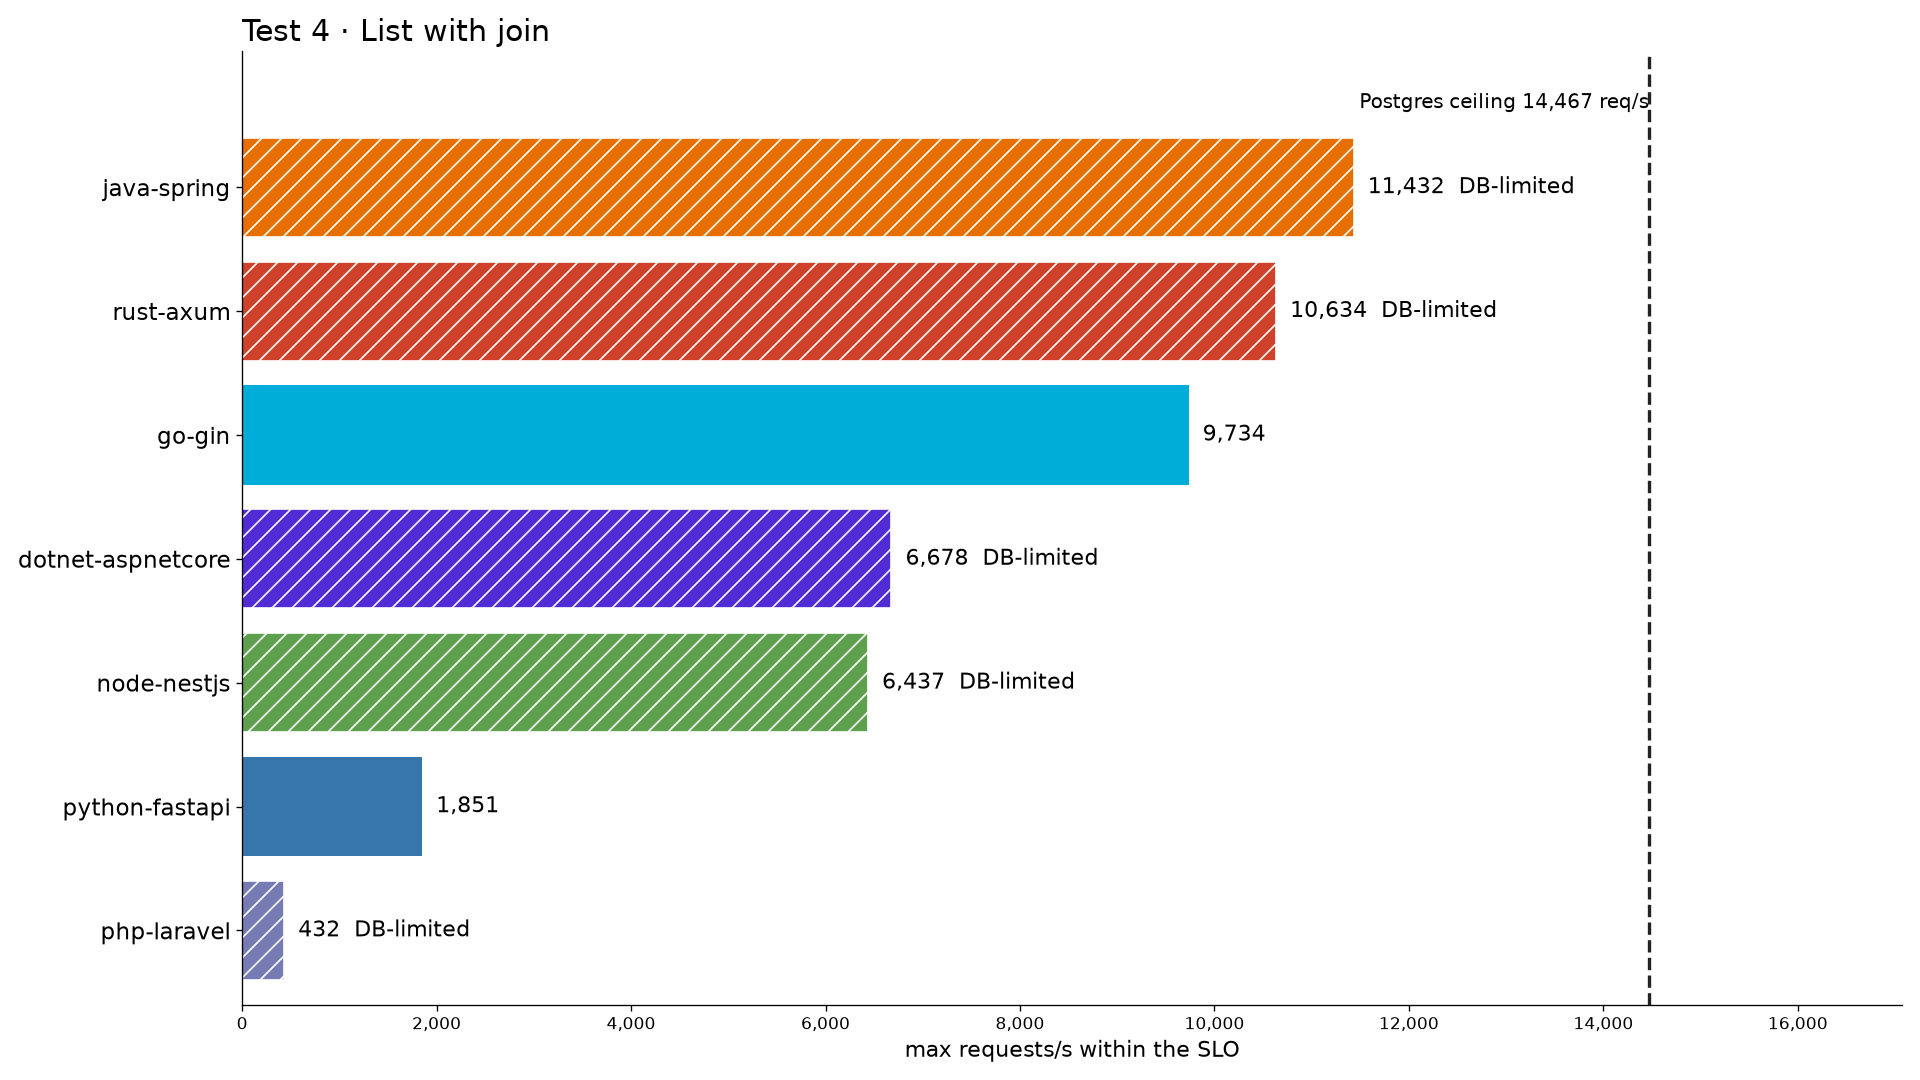 Test 4 · List with join
Postgres ceiling 14,467 req/s
java-spring
11,432 DB-limited
rust-axum
10,634 DB-limited
go-gin
9,734
dotnet-aspnetcore
6,678 DB-limited
node-nestjs
6,437 DB-limited
python-fastapi
1,851
php-laravel
432 DB-limited
0 2,000 4,000 6,000 8,000 10,000 12,000 14,000 16,000
max requests/s within the SLO